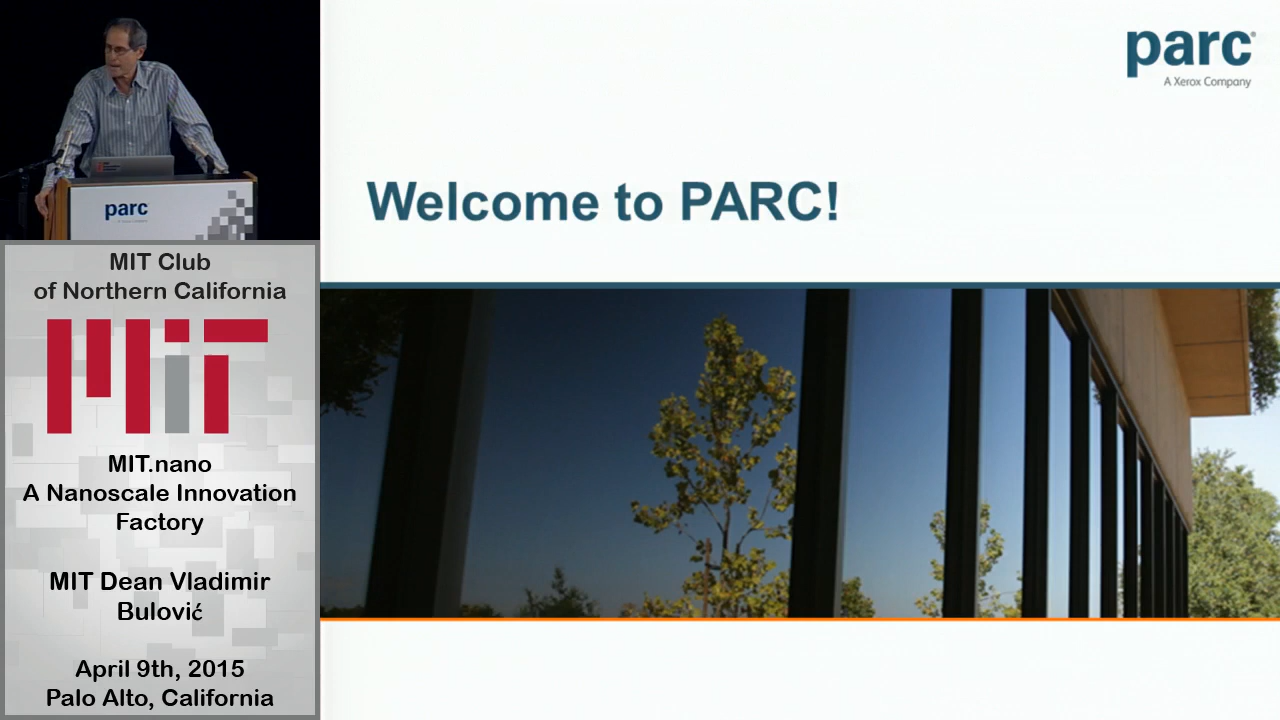 parc
A Xerox Company
Welcome to PARC!
parc
MIT Club
of Northern California
MIT
MIT.nano
A Nanoscale Innovation
Factory
MIT Dean Vladimir
Bulović
April 9th, 2015
Palo Alto, California